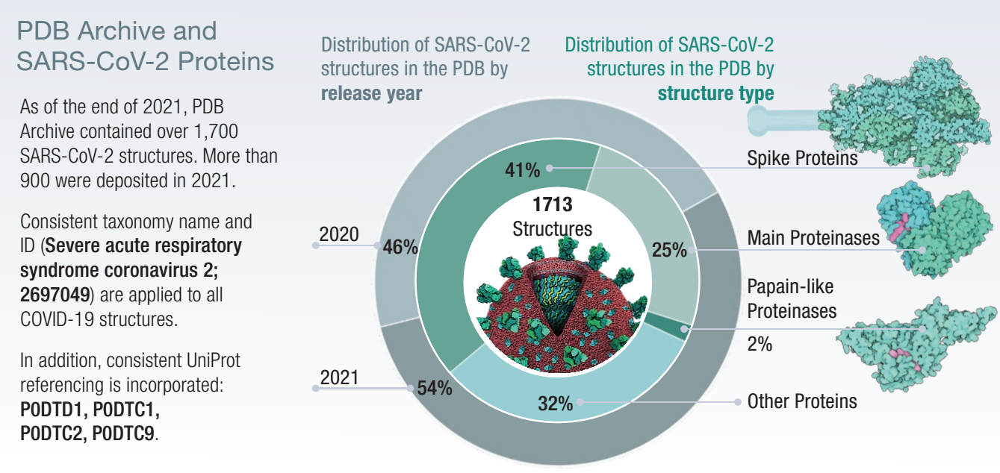 PDB Archive and
SARS-CoV-2 Proteins
As of the end of 2021, PDB
Archive contained over 1,700
SARS-CoV-2 structures. More than
900 were deposited in 2021.
Consistent taxonomy name and
ID (Severe acute respiratory
syndrome coronavirus 2;
2697049) are applied to all
COVID-19 structures.
In addition, consistent UniProt
referencing is incorporated:
P0DTD1, P0DTC1,
P0DTC2, P0DTC9.
Distribution of SARS-CoV-2
structures in the PDB by
release year
Distribution of SARS-CoV-2
structures in the PDB by
structure type
2020
46%
2021
54%
41%
1713
Structures
25%
32%
Spike Proteins
Main Proteinases
Papain-like
Proteinases
2%
Other Proteins